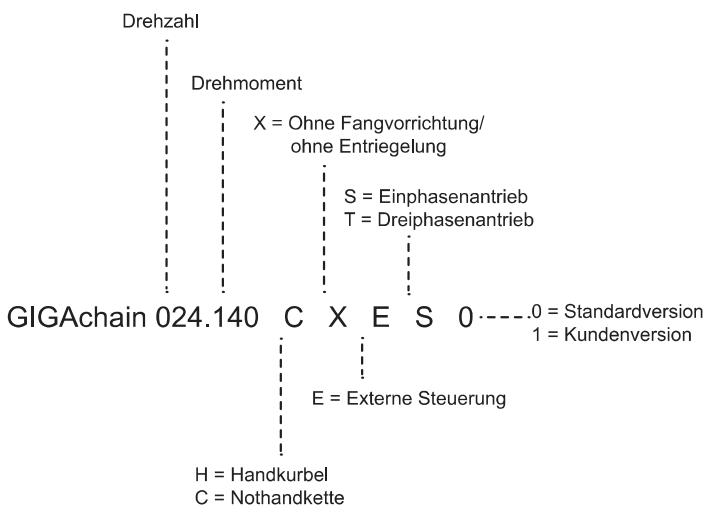 Drehzahl
Drehmoment
X = Ohne Fangvorrichtung/
ohne Entriegelung
S = Einphasenantrieb
T = Dreiphasenantrieb
GIGAchain 024.140 C X E S 0
0 = Standardversion
1 = Kundenversion
E = Externe Steuerung
H = Handkurbel
C = Nothandkette